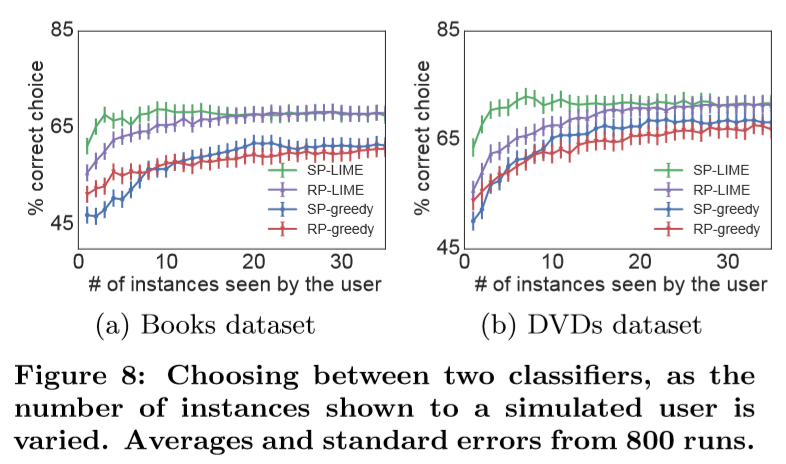 85
65
45
% correct choice
SP-LIME
RP-LIME
SP-greedy
RP-greedy
0 10 20 30
# of instances seen by the user
(a) Books dataset
85
65
45
% correct choice
SP-LIME
RP-LIME
SP-greedy
RP-greedy
0 10 20 30
# of instances seen by the user
(b) DVDs dataset
Figure 8: Choosing between two classifiers, as the
number of instances shown to a simulated user is
varied. Averages and standard errors from 800 runs.